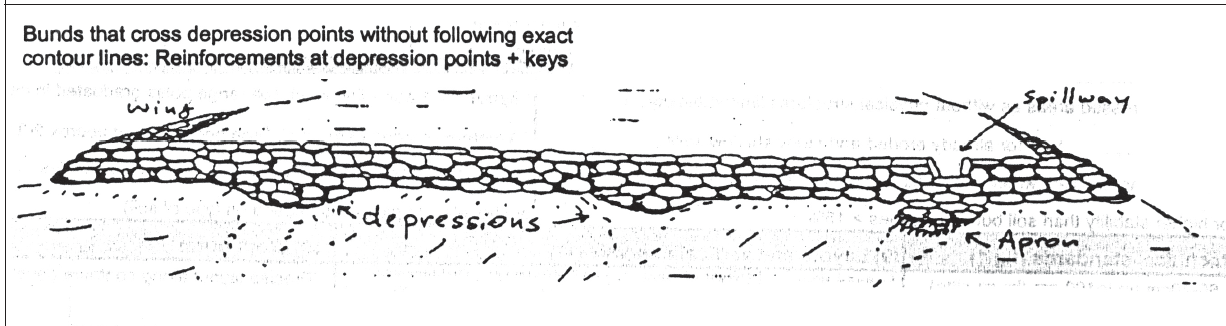 Bunds that cross depression points without following exact
contour lines: Reinforcements at depression points + keys
wing
spillway
depressions
Apron